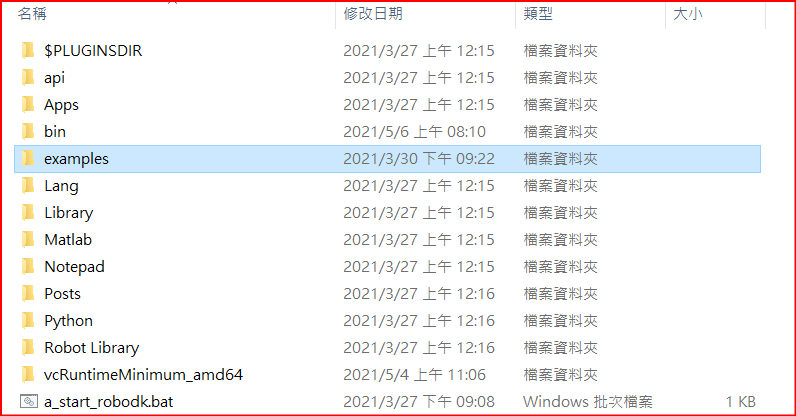 名稱 修改日期 類型 大小
$PLUGINSDIR 2021/3/27 上午 12:15 檔案資料夾
api 2021/3/27 上午 12:15 檔案資料夾
Apps 2021/3/27 上午 12:15 檔案資料夾
bin 2021/5/6 上午 08:10 檔案資料夾
examples 2021/3/30 下午 09:22 檔案資料夾
Lang 2021/3/27 上午 12:15 檔案資料夾
Library 2021/3/27 上午 12:15 檔案資料夾
Matlab 2021/3/27 上午 12:15 檔案資料夾
Notepad 2021/3/27 上午 12:15 檔案資料夾
Posts 2021/3/27 上午 12:16 檔案資料夾
Python 2021/3/27 上午 12:16 檔案資料夾
Robot Library 2021/3/27 上午 12:16 檔案資料夾
vcRuntimeMinimum_amd64 2021/5/4 上午 11:06 檔案資料夾
a_start_robodk.bat 2021/3/27 下午 09:08 Windows 批次檔案 1 KB